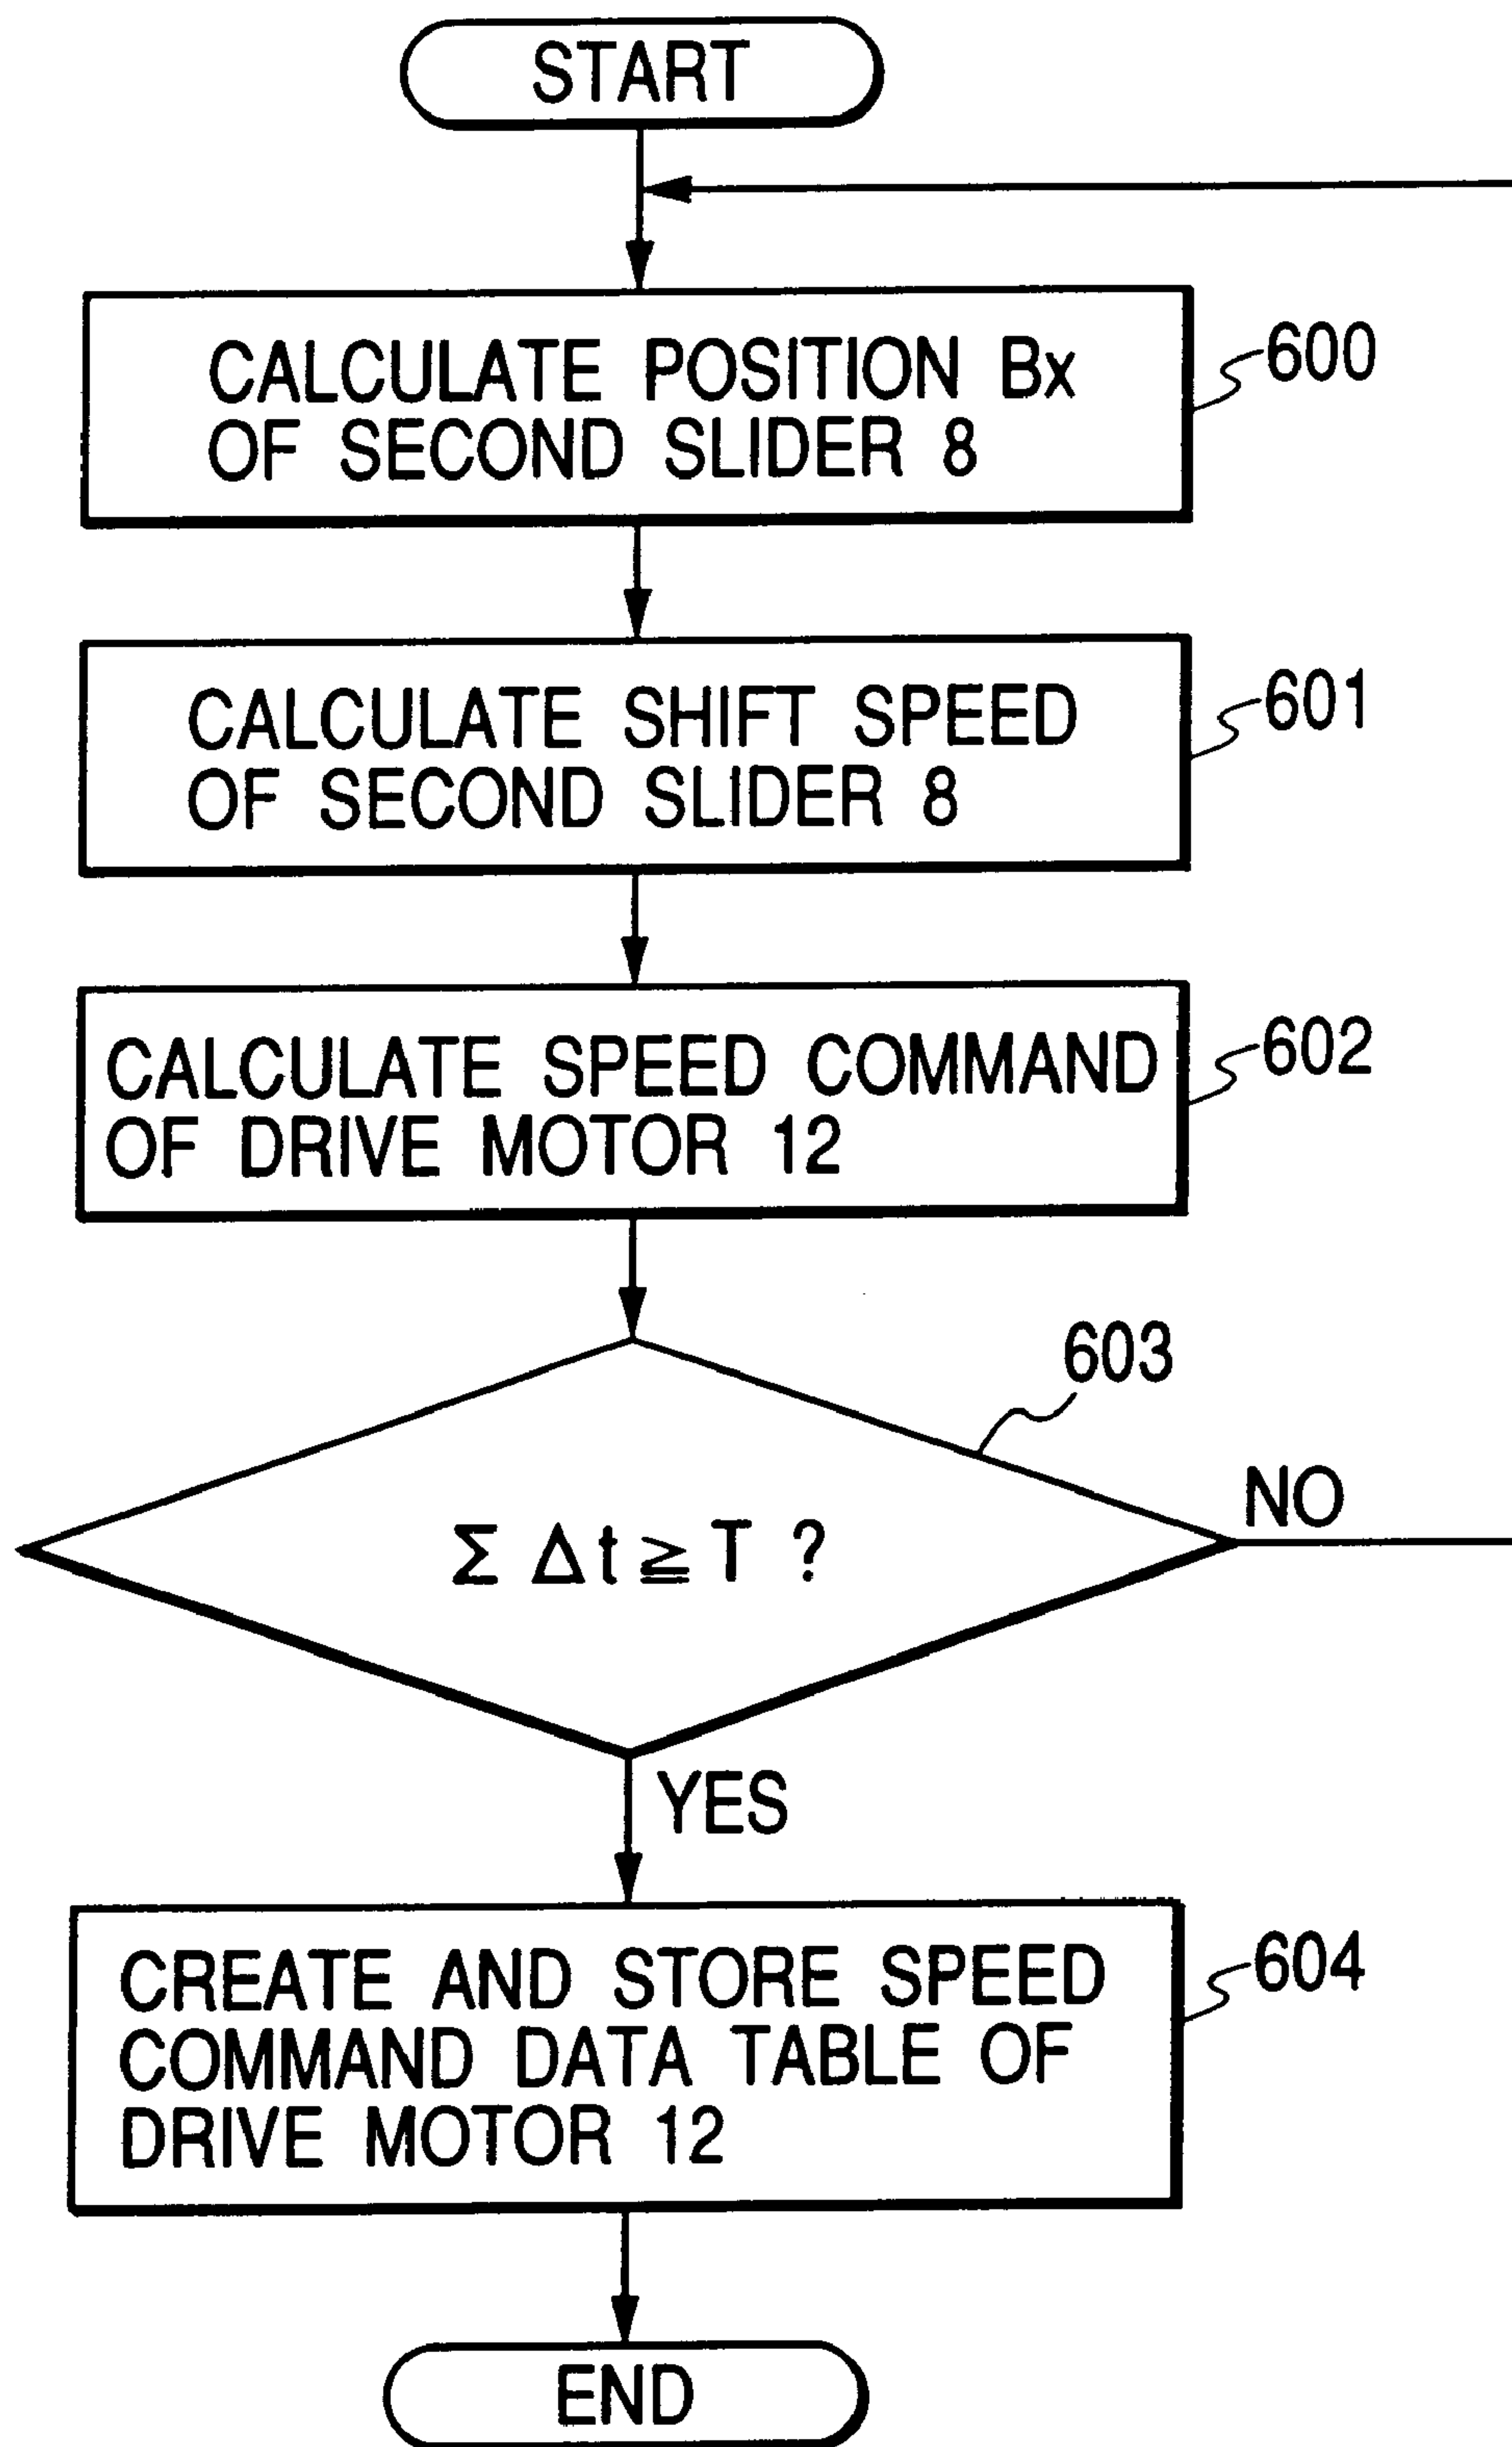 START
CALCULATE POSITION Bx
OF SECOND SLIDER 8
600
CALCULATE SHIFT SPEED
OF SECOND SLIDER 8
601
CALCULATE SPEED COMMAND
OF DRIVE MOTOR 12
602
603
Σ Δt ≧ T ?
NO
YES
CREATE AND STORE SPEED
COMMAND DATA TABLE OF
DRIVE MOTOR 12
604
END